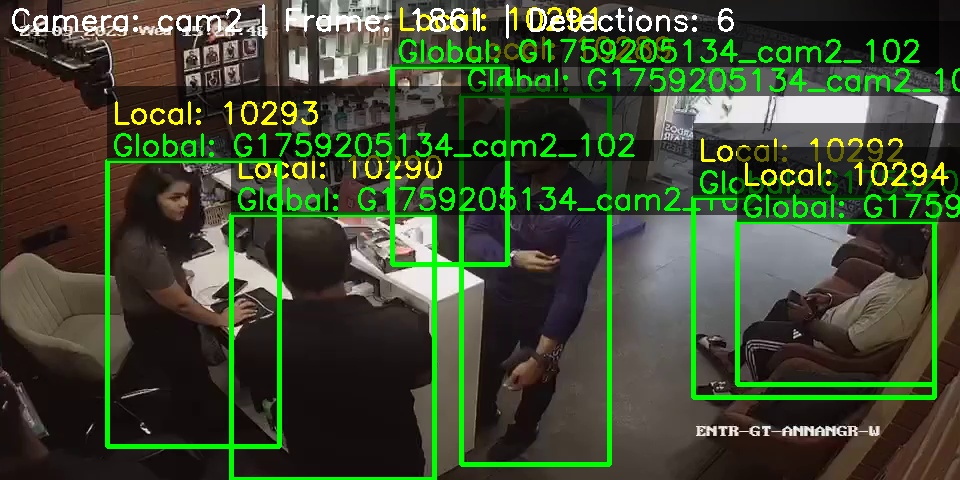 Camera: cam2 | Frame: 1861 | Detections: 6
Local: 10291
Global: G1759205134_cam2_102
Global: G1759205134_cam2_10
Local: 10293
Global: G1759205134_cam2_102
Local: 10290
Global: G1759205134_cam2_
Local: 10292
Local: 10294
Global: G1759
ENTR-GT-ANNANGR-W